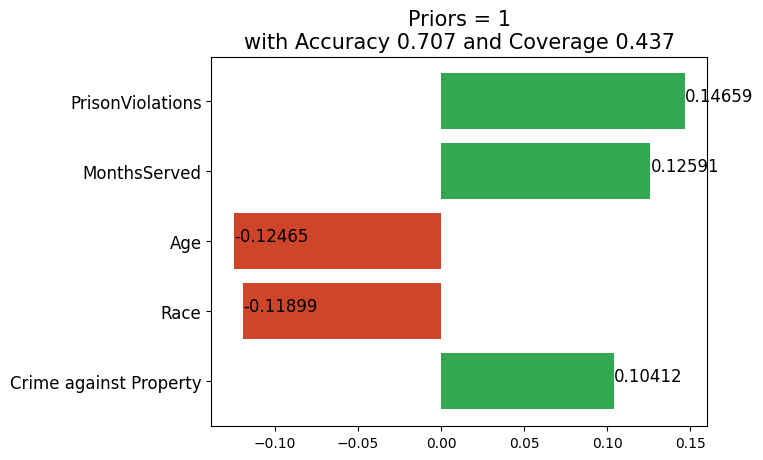 Priors = 1
with Accuracy 0.707 and Coverage 0.437
PrisonViolations
0.14659
MonthsServed
0.12591
Age
-0.12465
Race
-0.11899
Crime against Property
0.10412
−0.10 −0.05 0.00 0.05 0.10 0.15